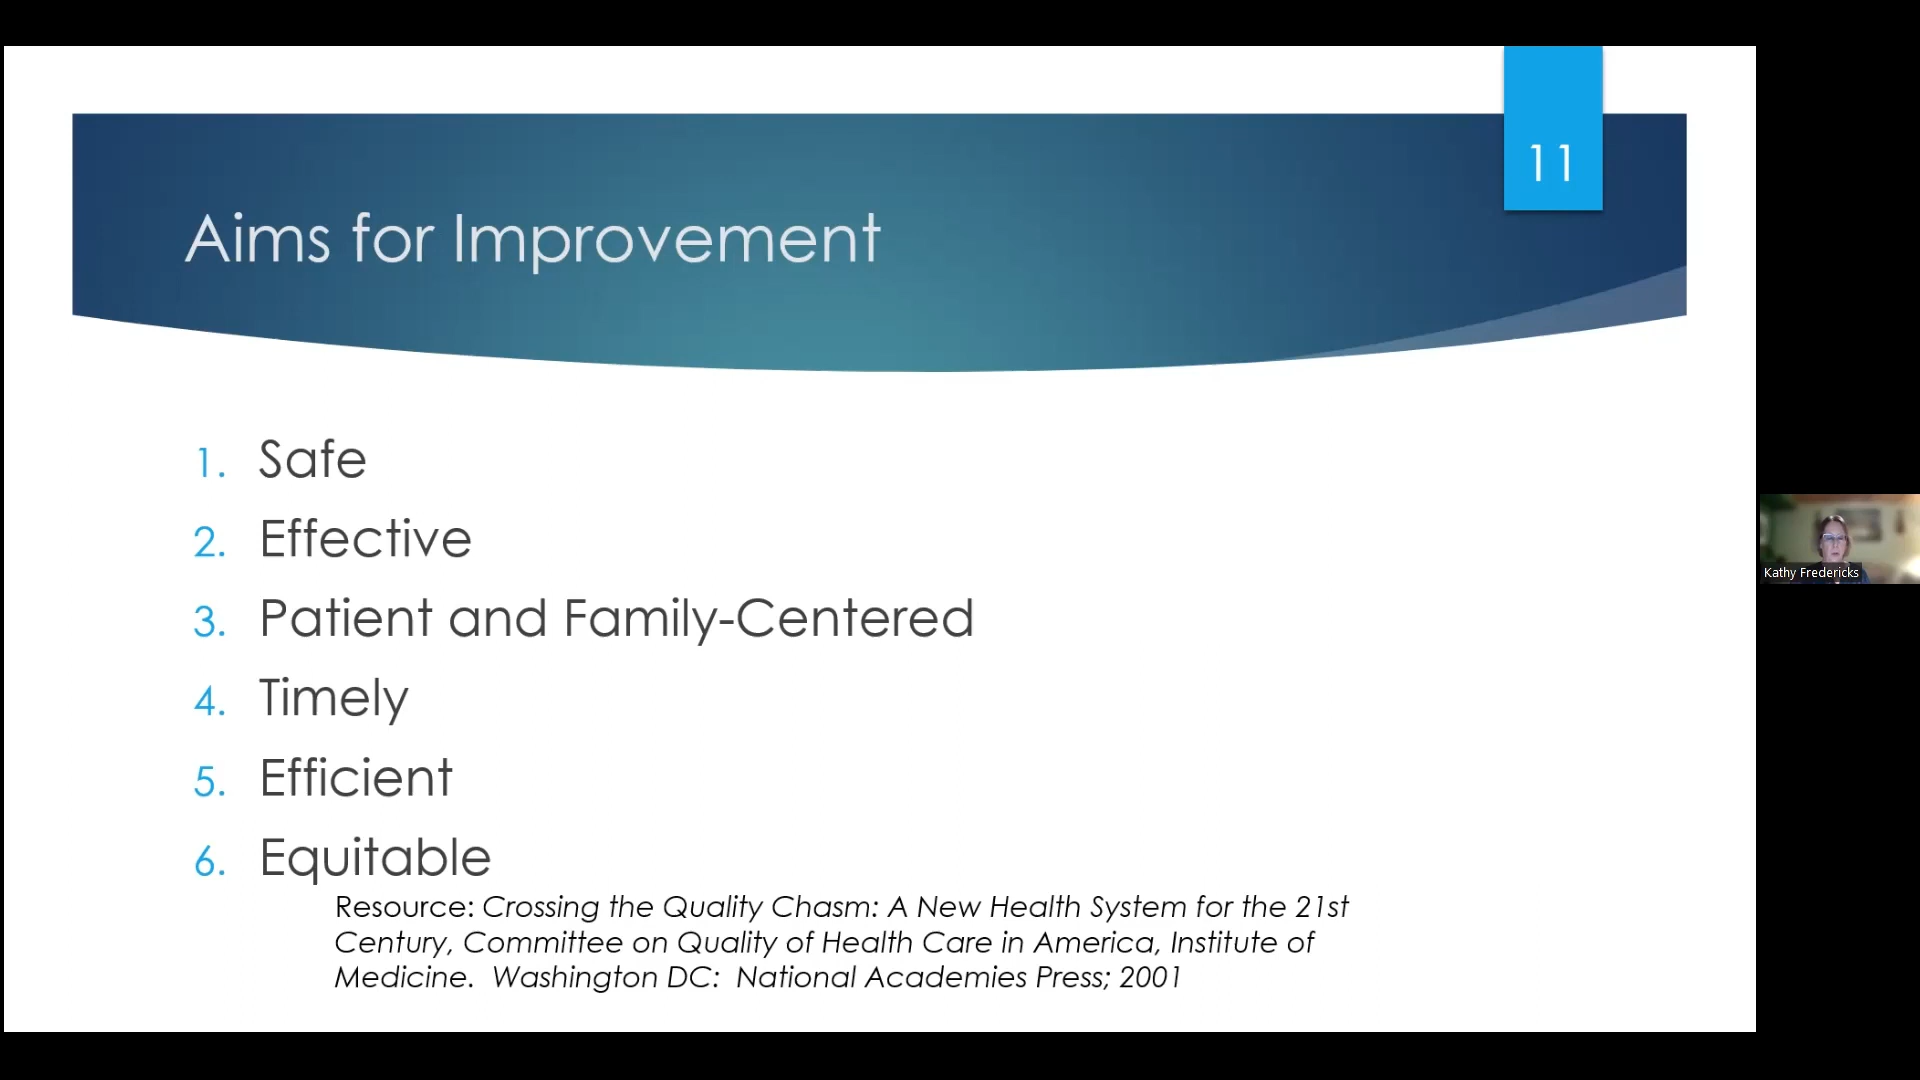 11
Aims for Improvement
1. Safe
2. Effective
3. Patient and Family-Centered
4. Timely
5. Efficient
6. Equitable
Resource: Crossing the Quality Chasm: A New Health System for the 21st
Century, Committee on Quality of Health Care in America, Institute of
Medicine.  Washington DC:  National Academies Press; 2001
Kathy Fredericks